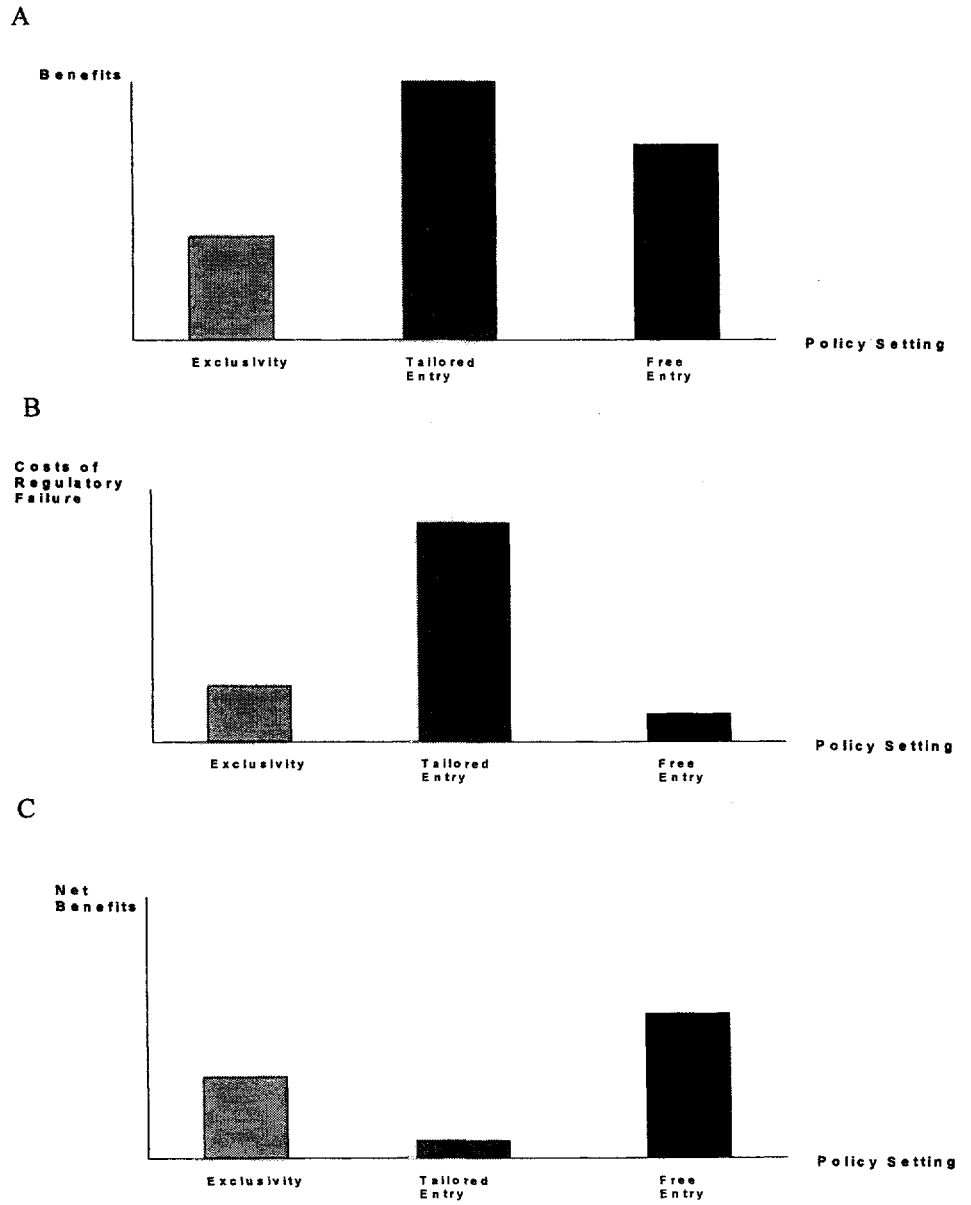 A
Benefits
Policy Setting
Exclusivity
Tailored
Entry
Free
Entry
B
Costs of
Regulatory
Failure
Policy Setting
Exclusivity
Tailored
Entry
Free
Entry
C
Net
Benefits
Policy Setting
Exclusivity
Tailored
Entry
Free
Entry